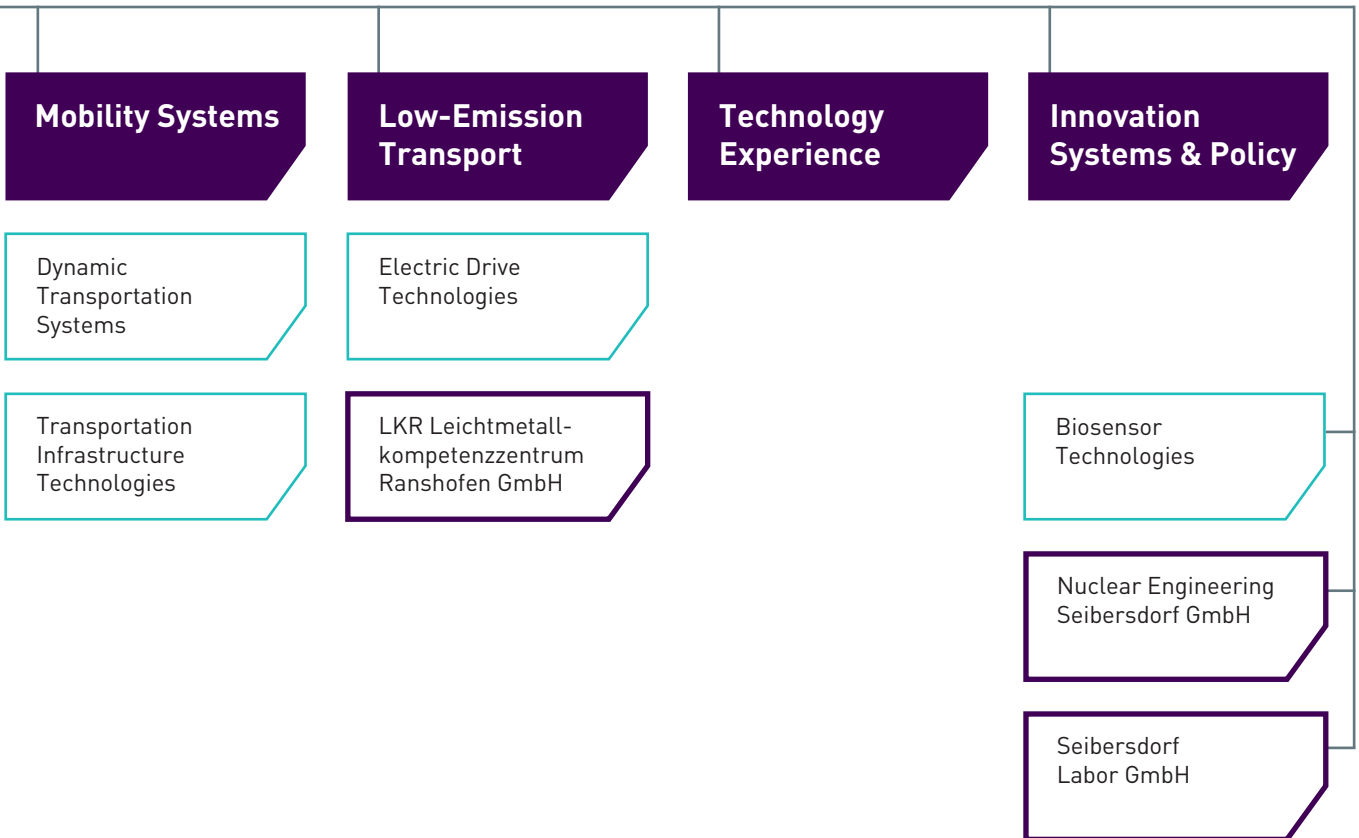 Mobility Systems
Low-Emission
Transport
Technology
Experience
Innovation
Systems & Policy
Dynamic
Transportation
Systems
Electric Drive
Technologies
Transportation
Infrastructure
Technologies
LKR Leichtmetall-
kompetenzzentrum
Ranshofen GmbH
Biosensor
Technologies
Nuclear Engineering
Seibersdorf GmbH
Seibersdorf
Labor GmbH